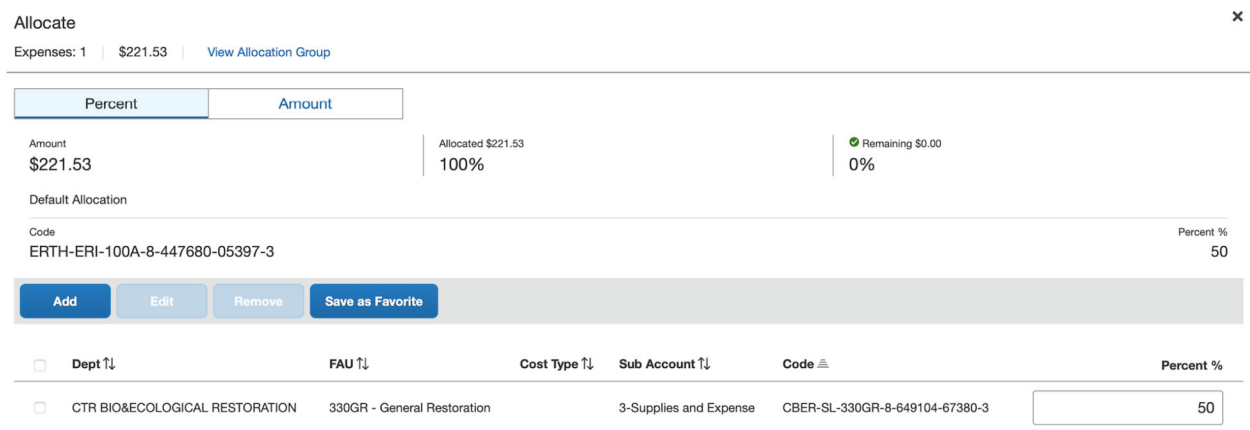 Allocate
Expenses: 1 $221.53 View Allocation Group
Percent Amount
Amount Allocated $221.53 Remaining $0.00
$221.53 100% 0%
Default Allocation
Code Percent %
ERTH-ERI-100A-8-447680-05397-3 50
Add Edit Remove Save as Favorite
Dept FAU Cost Type Sub Account Code Percent %
CTR BIO&ECOLOGICAL RESTORATION 330GR - General Restoration 3-Supplies and Expense CBER-SL-330GR-8-649104-67380-3 50